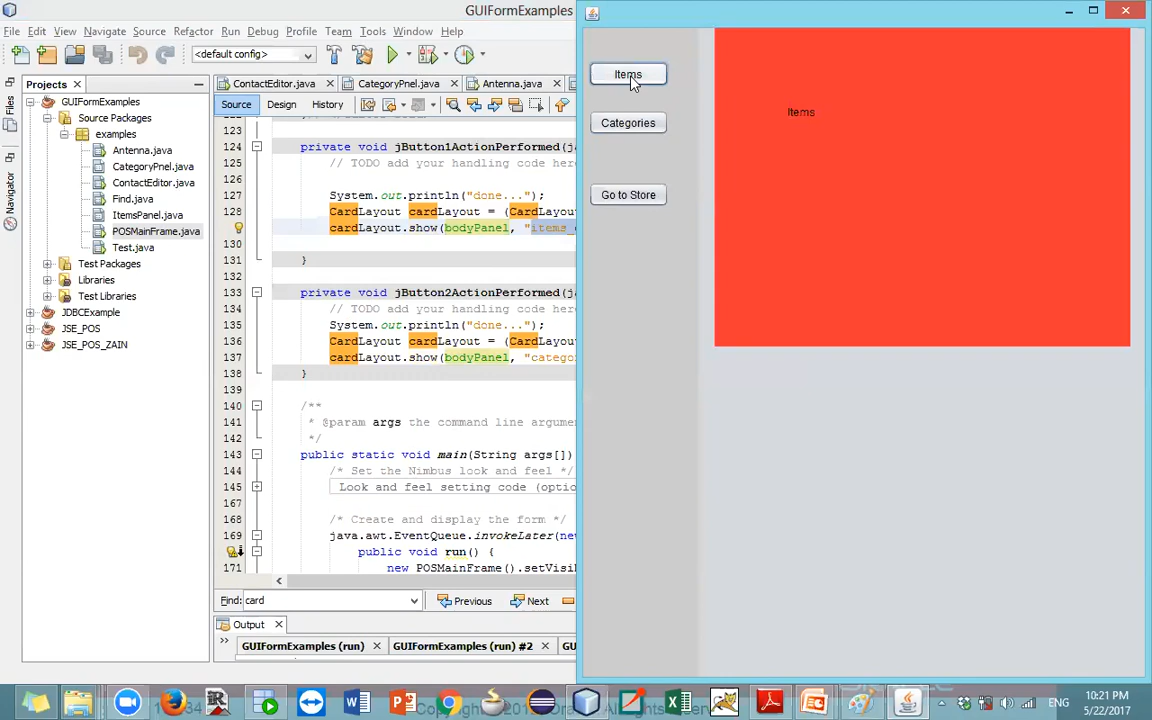 GUIFormExamples
File Edit View Navigate Source Refactor Run Debug Profile Team Tools Window Help
<default config>
Projects
Files
Navigator
GUIFormExamples
Source Packages
examples
Antenna.java
CategoryPnel.java
ContactEditor.java
Find.java
ItemsPanel.java
POSMainFrame.java
Test.java
Test Packages
Libraries
Test Libraries
JDBCExample
JSE_POS
JSE_POS_ZAIN
ContactEditor.java
CategoryPnel.java
Antenna.java
Source Design History
123
124 private void jButton1ActionPerformed(ja
125 // TODO add your handling code here
126
127 System.out.println("done...");
128 CardLayout cardLayout = (CardLayout
cardLayout.show(bodyPanel, "items_
130
131 }
132
133 private void jButton2ActionPerformed(ja
134 // TODO add your handling code here
135 System.out.println("done...");
136 CardLayout cardLayout = (CardLayout
137 cardLayout.show(bodyPanel, "catego
138 }
139
140 /**
141 * @param args the command line argumen
142 */
143 public static void main(String args[])
144 /* Set the Nimbus look and feel */
145 Look and feel setting code (optio
167
168 /* Create and display the form */
169 java.awt.EventQueue.invokeLater(new
public void run() {
171 new POSMainFrame().setVisi
Find: card
Previous
Next
Output
GUIFormExamples (run)
GUIFormExamples (run) #2
GU
Items
Categories
Go to Store
Items
ENG
10:21 PM
5/22/2017